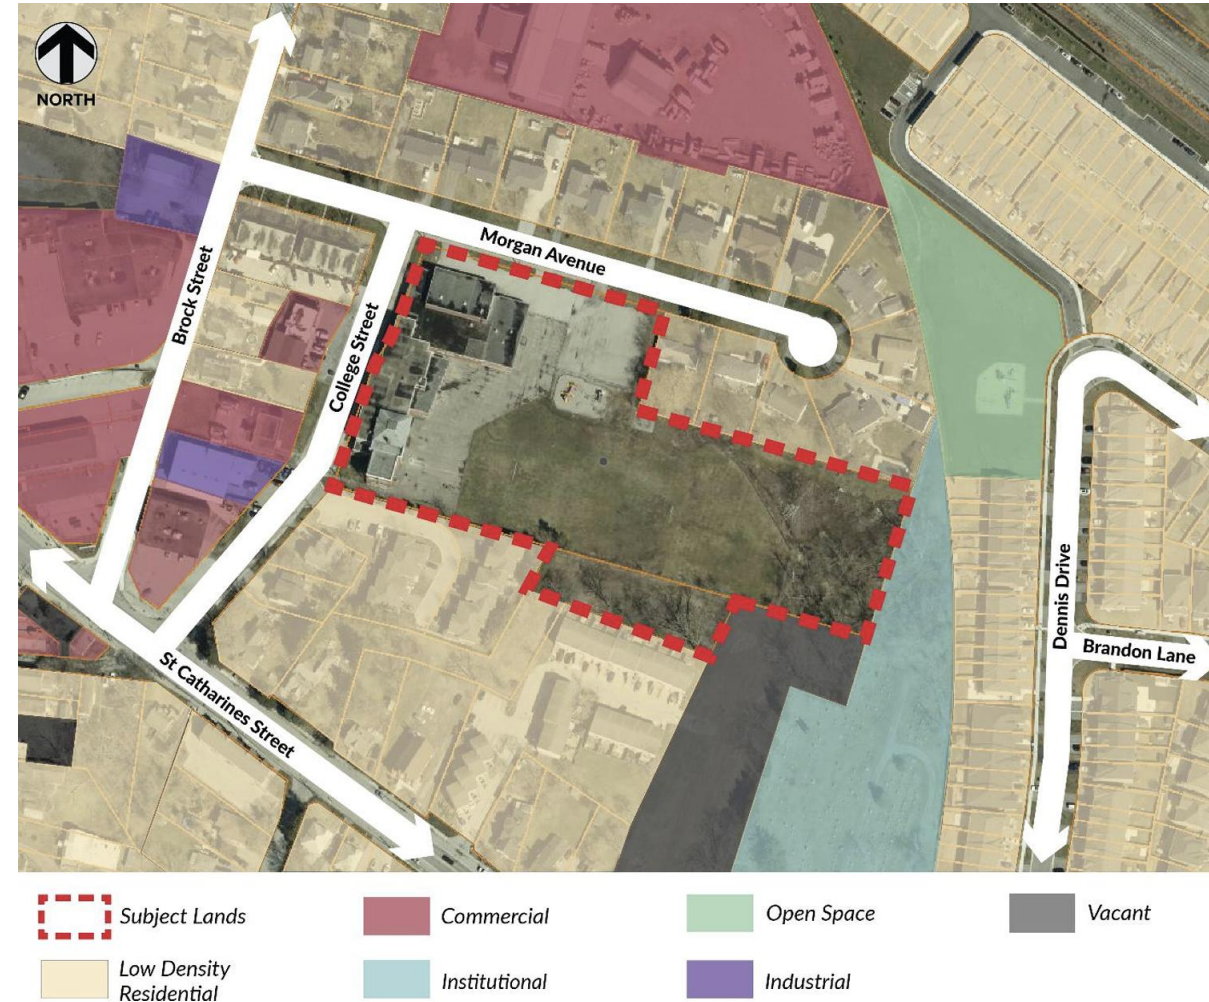 NORTH
Morgan Avenue
Brock Street
College Street
Dennis Drive
Brandon Lane
St Catharines Street
Subject Lands
Commercial
Open Space
Vacant
Low Density
Residential
Institutional
Industrial